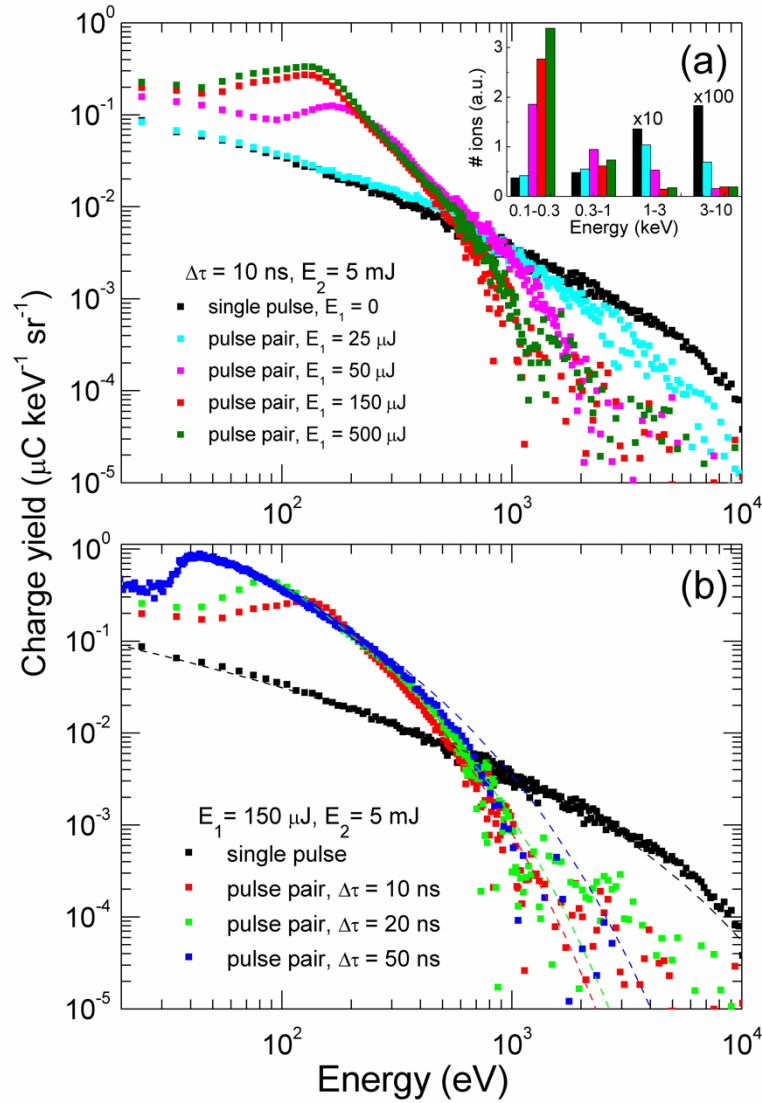 (a)
10⁰
10⁻¹
10⁻²
10⁻³
10⁻⁴
10⁻⁵
3
2
1
0
# ions (a.u.)
x10
x100
0.1-0.3 0.3-1 1-3 3-10
Energy (keV)
Δτ = 10 ns, E₂ = 5 mJ
single pulse, E₁ = 0
pulse pair, E₁ = 25 μJ
pulse pair, E₁ = 50 μJ
pulse pair, E₁ = 150 μJ
pulse pair, E₁ = 500 μJ
10² 10³ 10⁴
Charge yield (μC keV⁻¹ sr⁻¹)
(b)
10⁰
10⁻¹
10⁻²
10⁻³
10⁻⁴
10⁻⁵
E₁= 150 μJ, E₂= 5 mJ
single pulse
pulse pair, Δτ = 10 ns
pulse pair, Δτ = 20 ns
pulse pair, Δτ = 50 ns
10² 10³ 10⁴
Energy (eV)